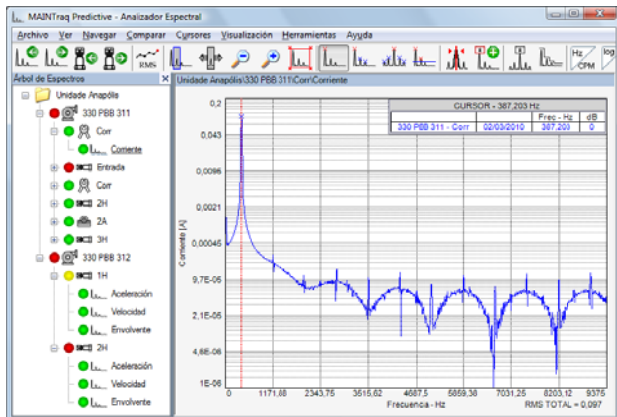 MAINTraq Predictive - Analizador Espectral
Archivo Ver Navegar Comparar Cursores Visualización Herramientas Ayuda
RMS
Hz
CPM
log
Árbol de Espectros
Unidade Anapólis\330 PBB 311\Corr\Corriente
Unidade Anapólis
330 PBB 311
Corr
Corriente
Entrada
Corr
2H
2A
3H
330 PBB 312
1H
Aceleración
Velocidad
Envolvente
2H
Aceleración
Velocidad
Envolvente
CURSOR - 387,203 Hz
Frec - Hz dB
330 PBB 311 - Corr 02/03/2010 387,203 0
Corriente [A]
0,2
0,043
0,0096
0,0021
0,00045
9,7E-05
2,1E-05
4,6E-06
1E-06
0 1171,88 2343,75 3515,62 4687,5 5859,38 7031,25 8203,12 9375
Frecuencia - Hz
RMS TOTAL = 0,097